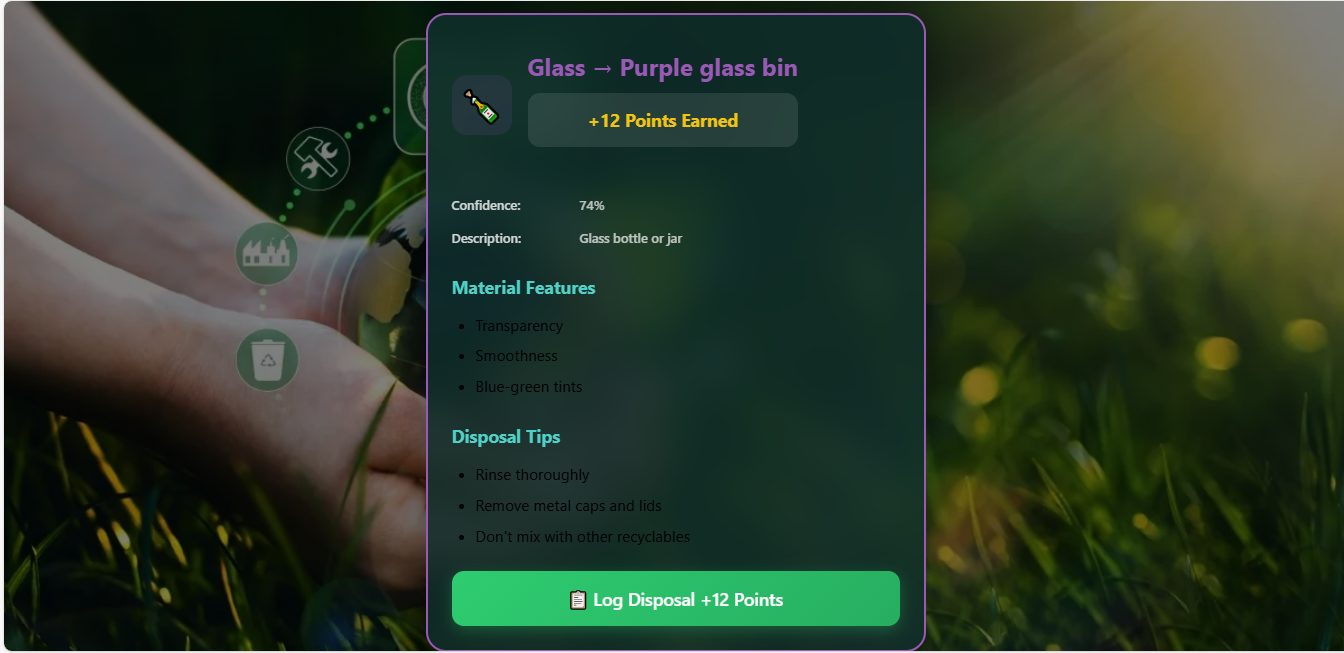 Glass → Purple glass bin
+12 Points Earned
Confidence: 74%
Description: Glass bottle or jar
Material Features
• Transparency
• Smoothness
• Blue-green tints
Disposal Tips
• Rinse thoroughly
• Remove metal caps and lids
• Don't mix with other recyclables
📋 Log Disposal +12 Points